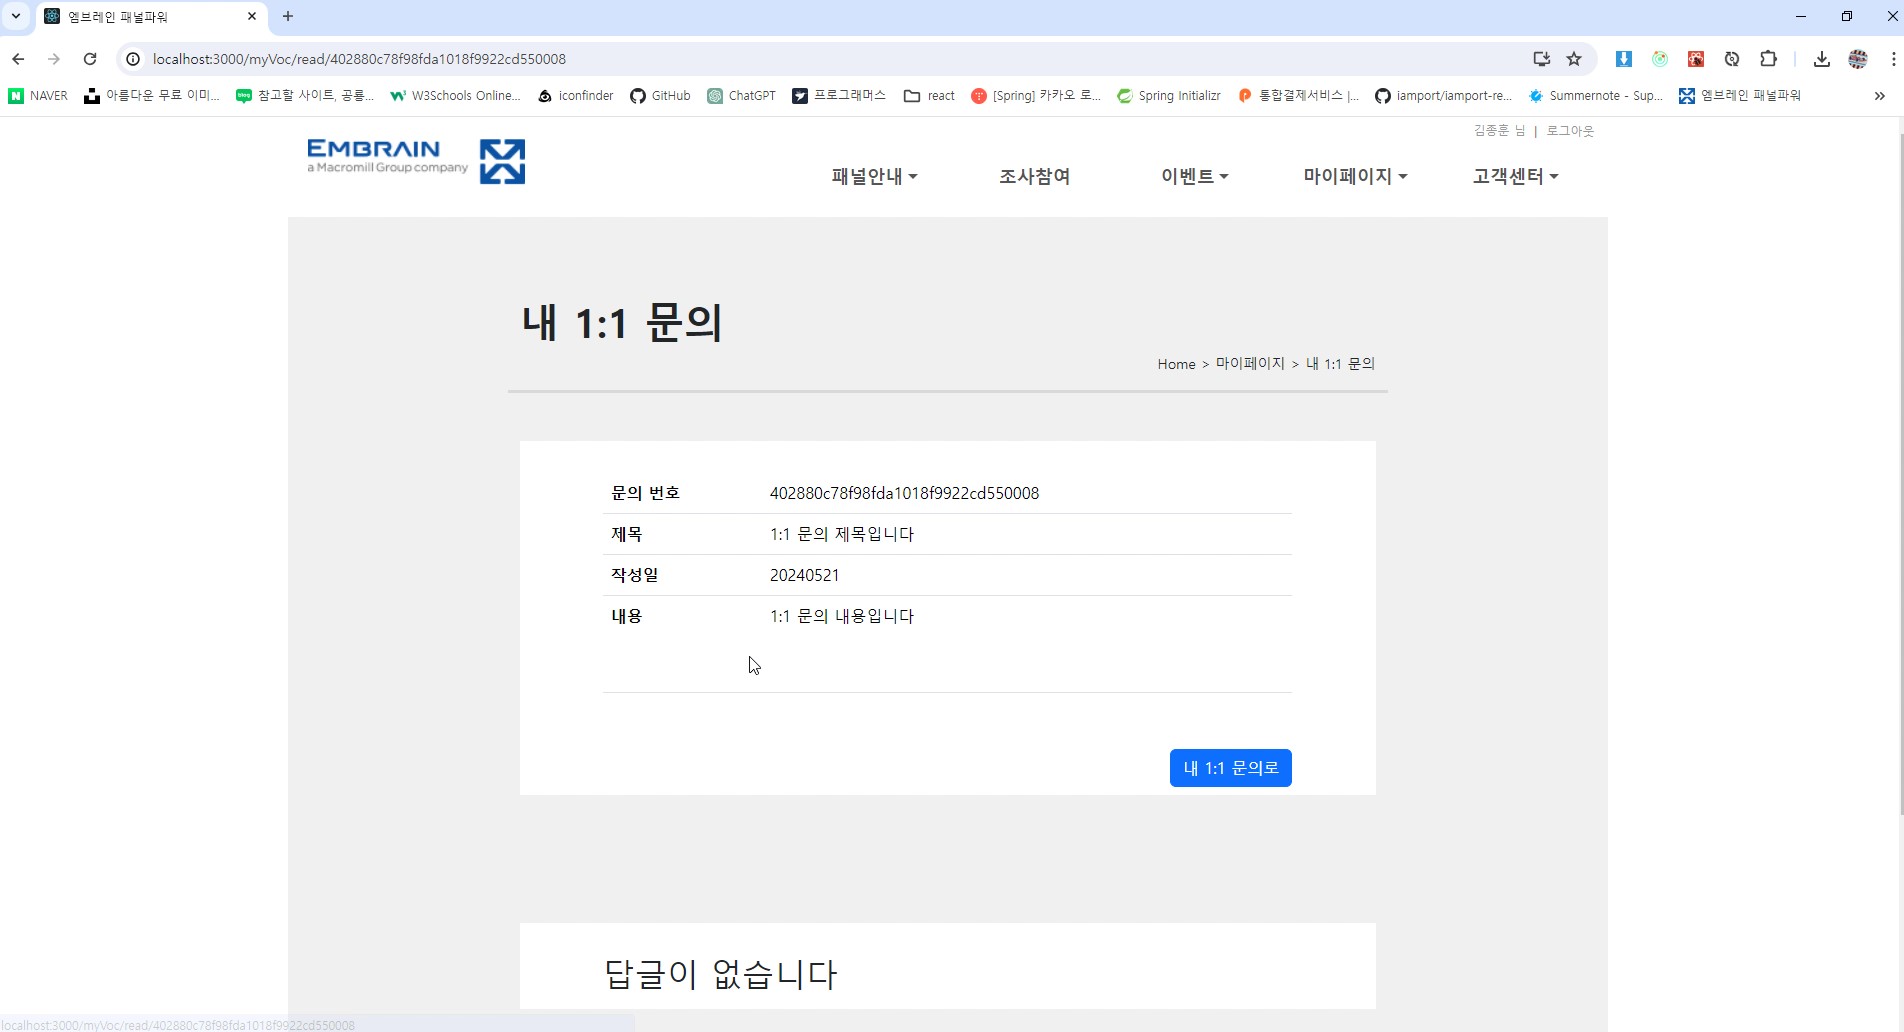 엠브레인 패널파워
localhost:3000/myVoc/read/402880c78f98fda1018f9922cd550008
NAVER 아름다운 무료 이미... 참고할 사이트, 공룡... W3Schools Online... iconfinder GitHub ChatGPT 프로그래머스 react [Spring] 카카오 로... Spring Initializr 통합결제서비스 |... iamport/iamport-re... Summernote - Sup... 엠브레인 패널파워
김종훈 님 | 로그아웃
EMBRAIN
a Macromill Group company
패널안내 조사참여 이벤트 마이페이지 고객센터
내 1:1 문의
Home > 마이페이지 > 내 1:1 문의
문의 번호 402880c78f98fda1018f9922cd550008
제목 1:1 문의 제목입니다
작성일 20240521
내용 1:1 문의 내용입니다
내 1:1 문의로
답글이 없습니다
localhost:3000/myVoc/read/402880c78f98fda1018f9922cd550008